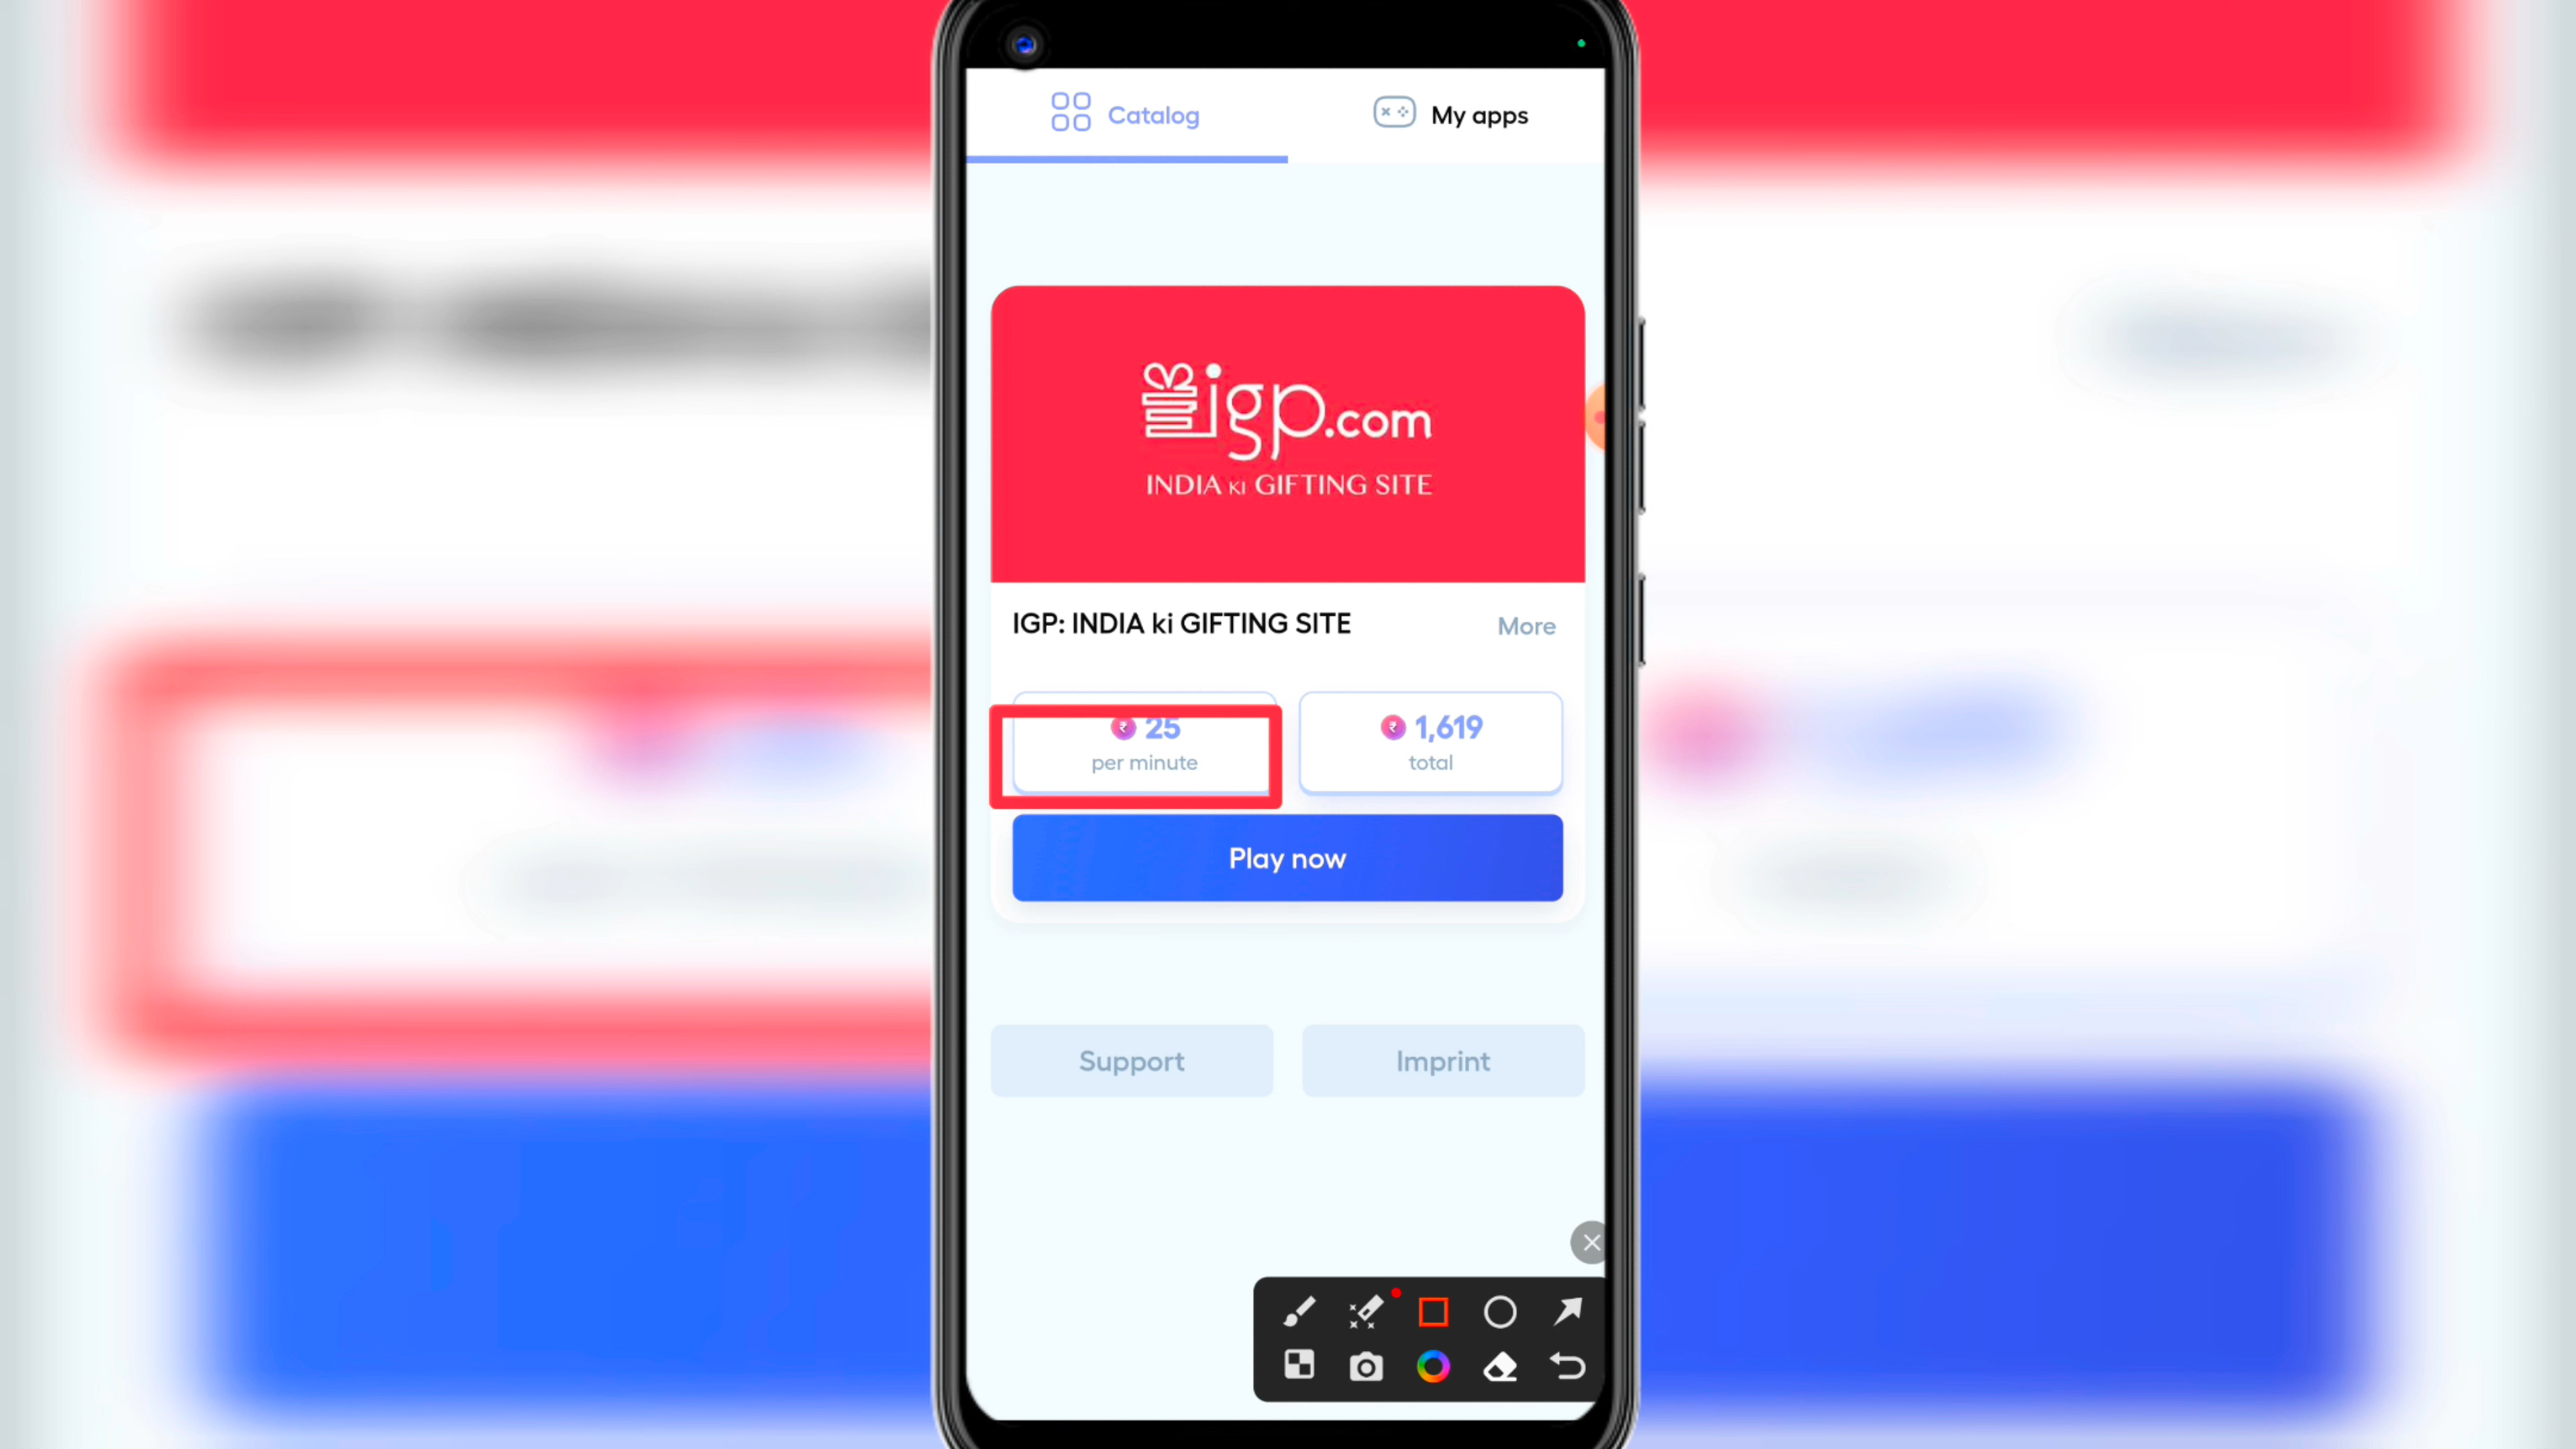 Catalog
My apps
igp.com
INDIA KI GIFTING SITE
IGP: INDIA ki GIFTING SITE
More
25
per minute
1,619
total
Play now
Support
Imprint